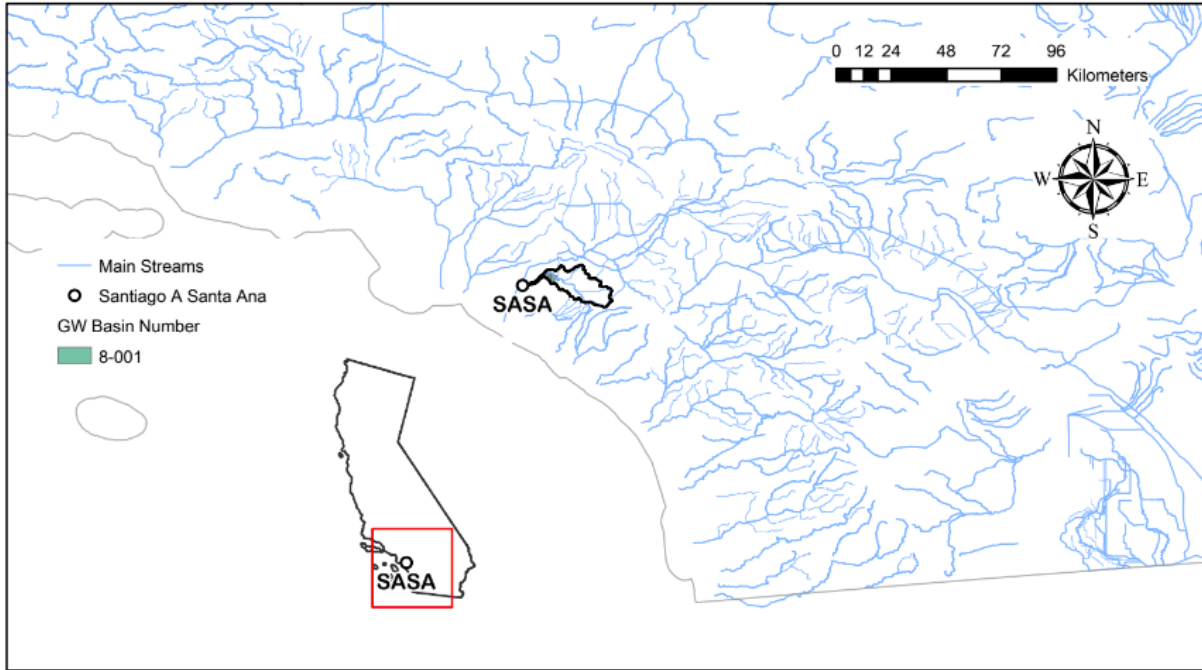 0 12 24 48 72 96
Kilometers
N
W E
S
Main Streams
Santiago A Santa Ana
GW Basin Number
8-001
SASA
SASA